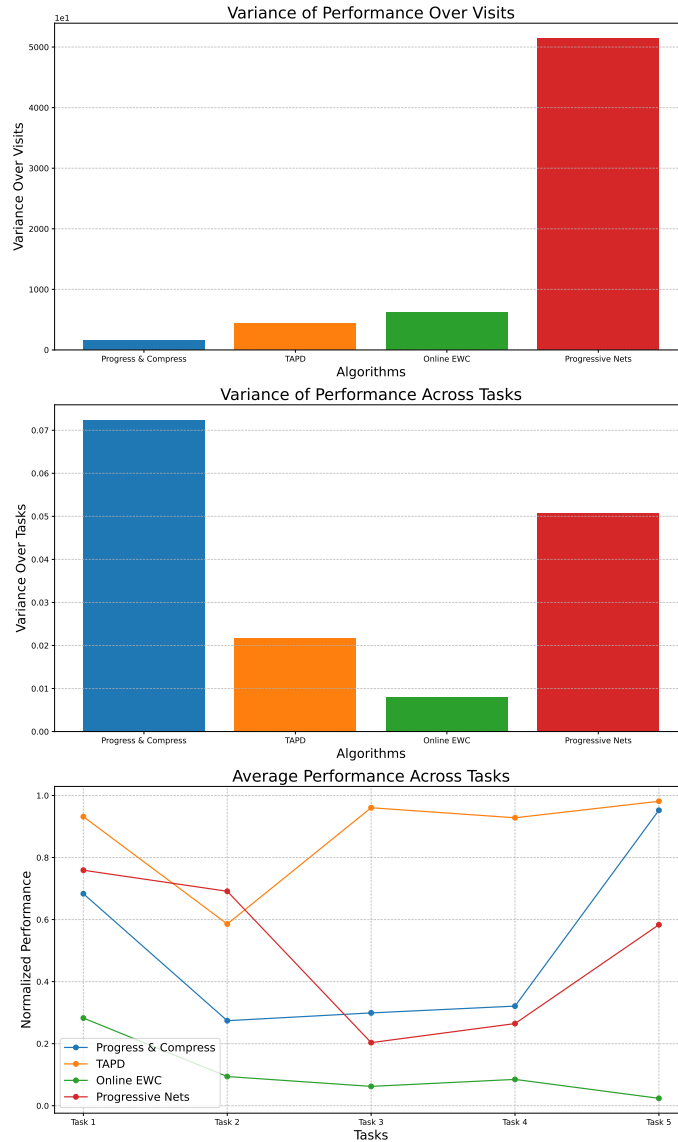 Variance of Performance Over Visits
1e1
5000
4000
3000
2000
1000
0
Variance Over Visits
Progress & Compress TAPD Online EWC Progressive Nets
Algorithms
Variance of Performance Across Tasks
0.07
0.06
0.05
0.04
0.03
0.02
0.01
0.00
Variance Over Tasks
Progress & Compress TAPD Online EWC Progressive Nets
Algorithms
Average Performance Across Tasks
1.0
0.8
0.6
0.4
0.2
0.0
Normalized Performance
Progress & Compress
TAPD
Online EWC
Progressive Nets
Task 1 Task 2 Task 3 Task 4 Task 5
Tasks